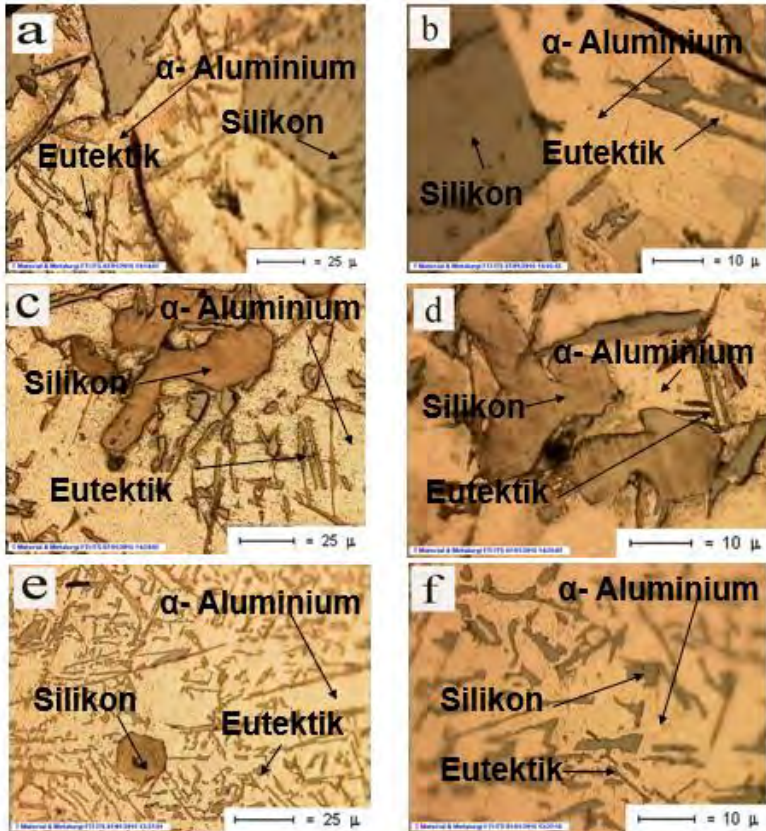 a
α- Aluminium
Silikon
Eutektik
= 25 μ
b
α- Aluminium
Eutektik
Silikon
= 10 μ
c
α- Aluminium
Silikon
Eutektik
= 25 μ
d
α- Aluminium
Silikon
Eutektik
= 10 μ
e
α- Aluminium
Silikon
Eutektik
= 25 μ
f
α- Aluminium
Silikon
Eutektik
= 10 μ